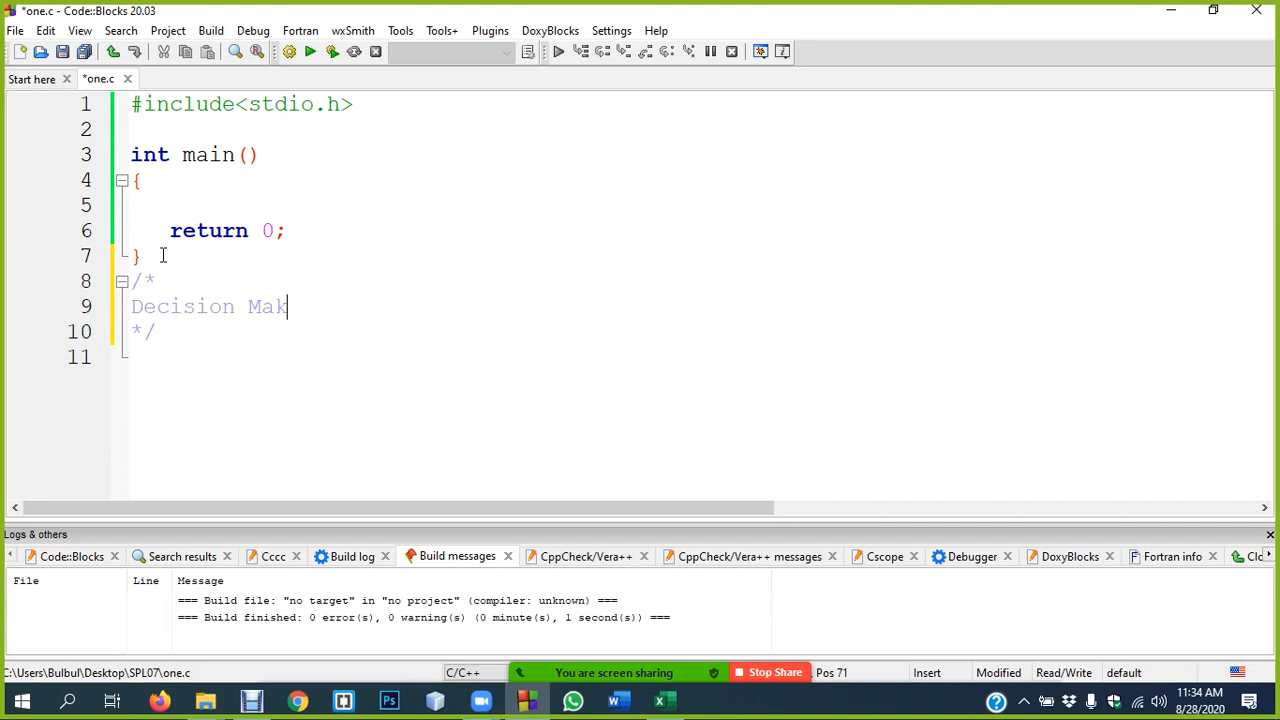 *one.c - Code::Blocks 20.03
File Edit View Search Project Build Debug Fortran wxSmith Tools Tools+ Plugins DoxyBlocks Settings Help
Start here *one.c
1 #include<stdio.h>
2
3 int main()
4 {
5
6 return 0;
7 }
8 /*
9 Decision Mak
10 */
11
Logs & others
Code::Blocks Search results Cccc Build log Build messages CppCheck/Vera++ CppCheck/Vera++ messages Cscope Debugger DoxyBlocks Fortran info Clo
File Line Message
=== Build file: "no target" in "no project" (compiler: unknown) ===
=== Build finished: 0 error(s), 0 warning(s) (0 minute(s), 1 second(s)) ===
C:\Users\Bulbul\Desktop\SPL07\one.c C/C++ You are screen sharing Stop Share Pos 71 Insert Modified Read/Write default
11:34 AM
8/28/2020